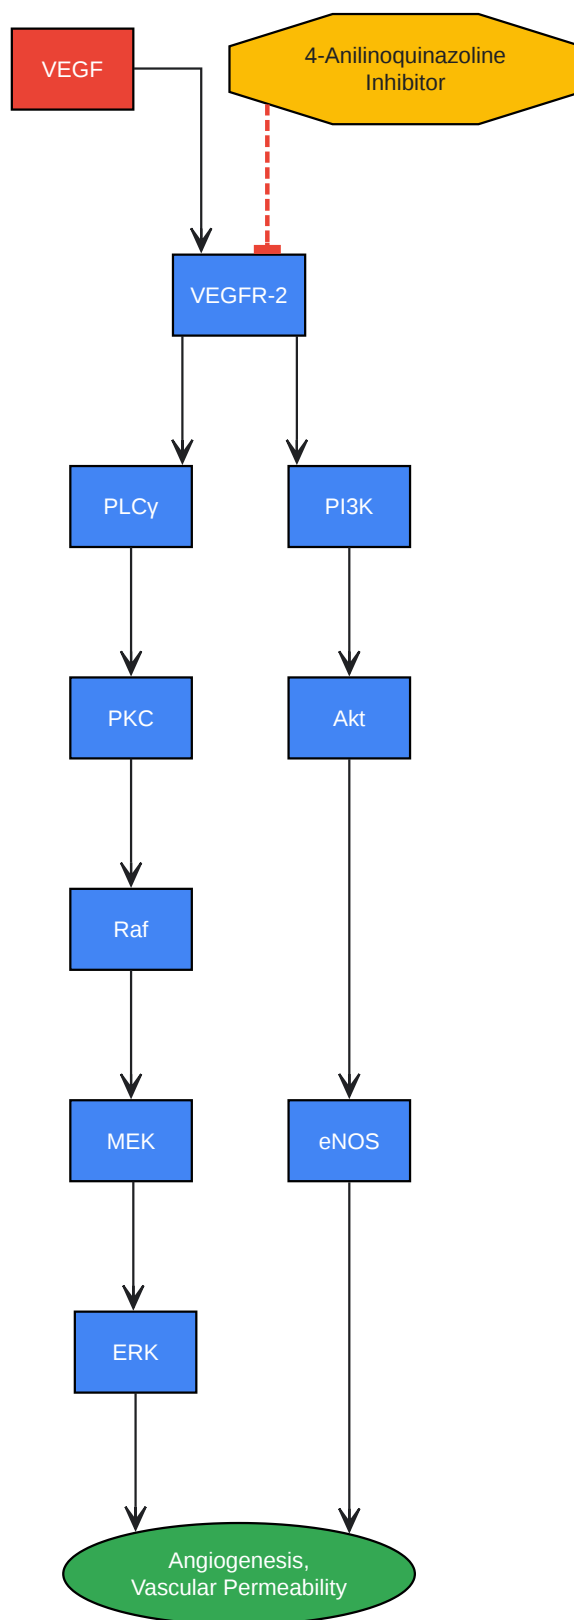 VEGF
4-Anilinoquinazoline
Inhibitor
VEGFR-2
PLCγ
PI3K
PKC
Akt
Raf
MEK
eNOS
ERK
Angiogenesis,
Vascular Permeability